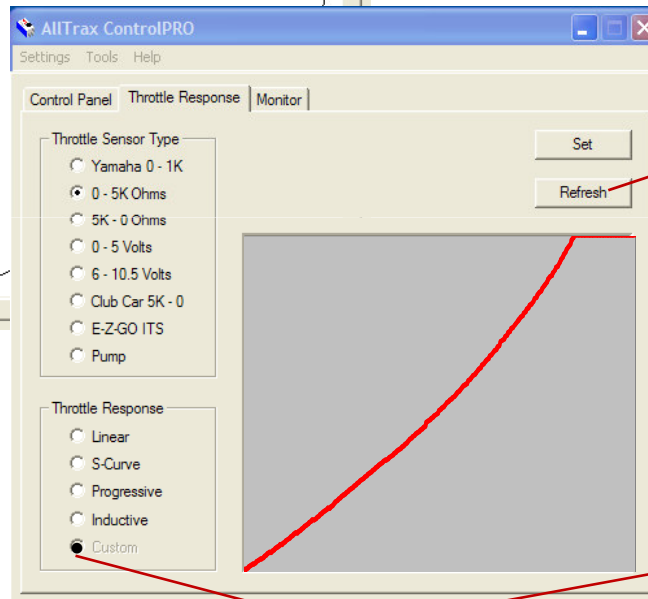 AllTrax ControlPRO
Settings Tools Help
Control Panel Throttle Response Monitor
Throttle Sensor Type
Yamaha 0 - 1K
0 - 5K Ohms
5K - 0 Ohms
0 - 5 Volts
6 - 10.5 Volts
Club Car 5K - 0
E-Z-GO ITS
Pump
Set
Refresh
Throttle Response
Linear
S-Curve
Progressive
Inductive
Custom